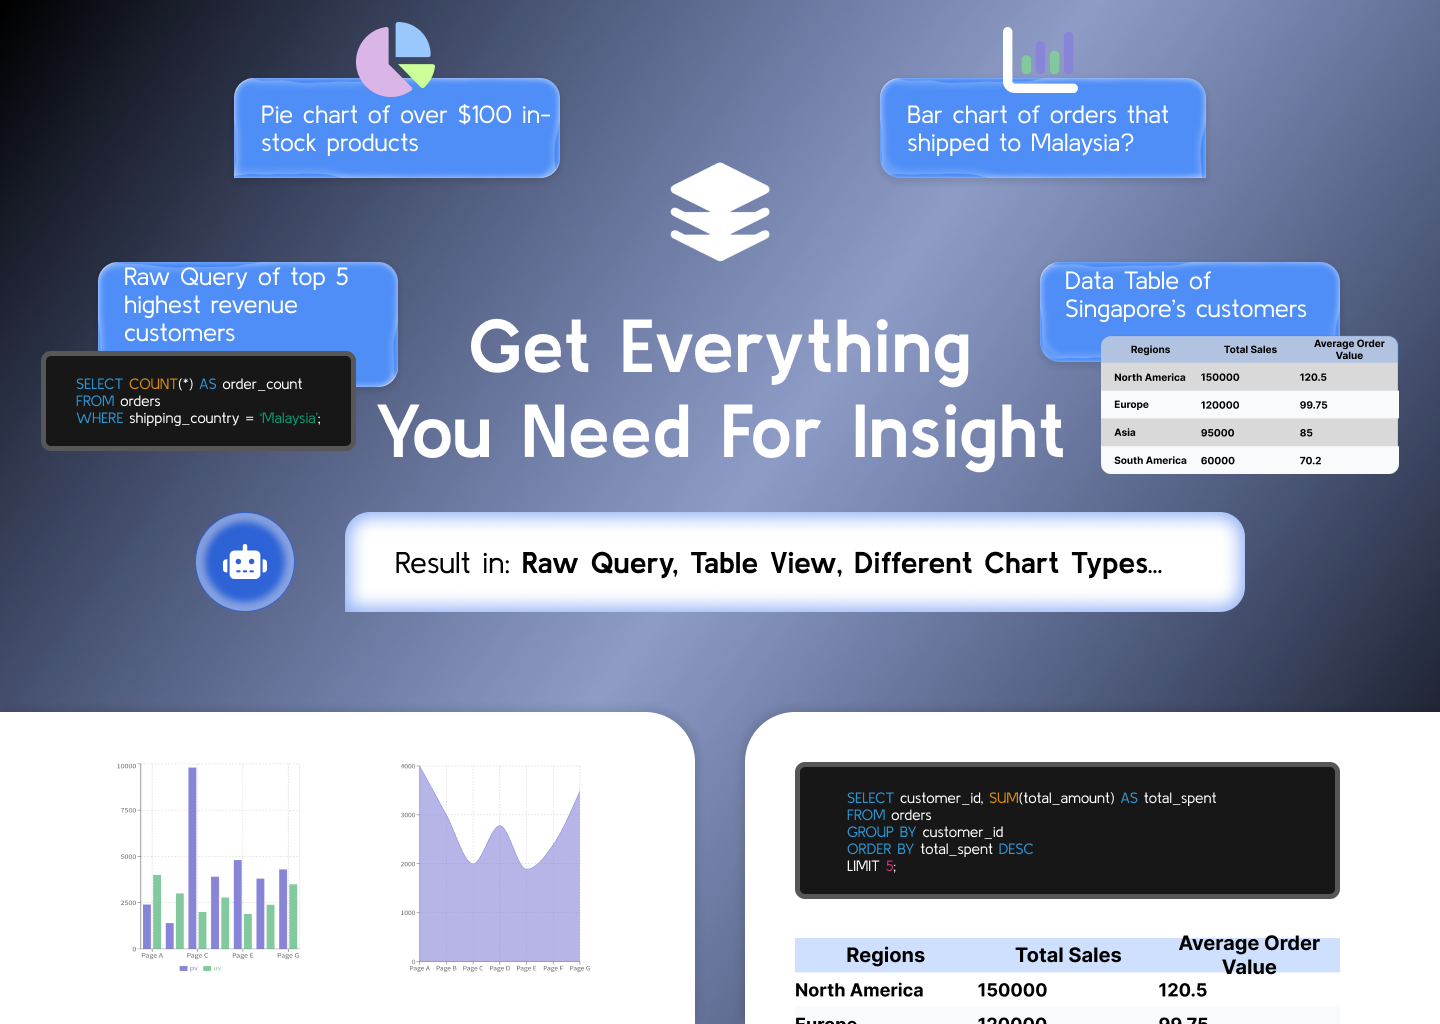 Pie chart of over $100 in-
stock products
Bar chart of orders that
shipped to Malaysia?
Raw Query of top 5
highest revenue
customers
SELECT COUNT(*) AS order_count
FROM orders
WHERE shipping_country = 'Malaysia';
Get Everything
You Need For Insight
Data Table of
Singapore's customers
Regions Total Sales Average Order
Value
North America 150000 120.5
Europe 120000 99.75
Asia 95000 85
South America 60000 70.2
Result in: Raw Query, Table View, Different Chart Types...
10000
7500
5000
2500
0
Page A Page C Page E Page G
pv uv
4000
3000
2000
1000
0
Page A Page B Page C Page D Page E Page F Page G
SELECT customer_id, SUM(total_amount) AS total_spent
FROM orders
GROUP BY customer_id
ORDER BY total_spent DESC
LIMIT 5;
Regions Total Sales Average Order
Value
North America 150000 120.5
Europe 120000 99.75